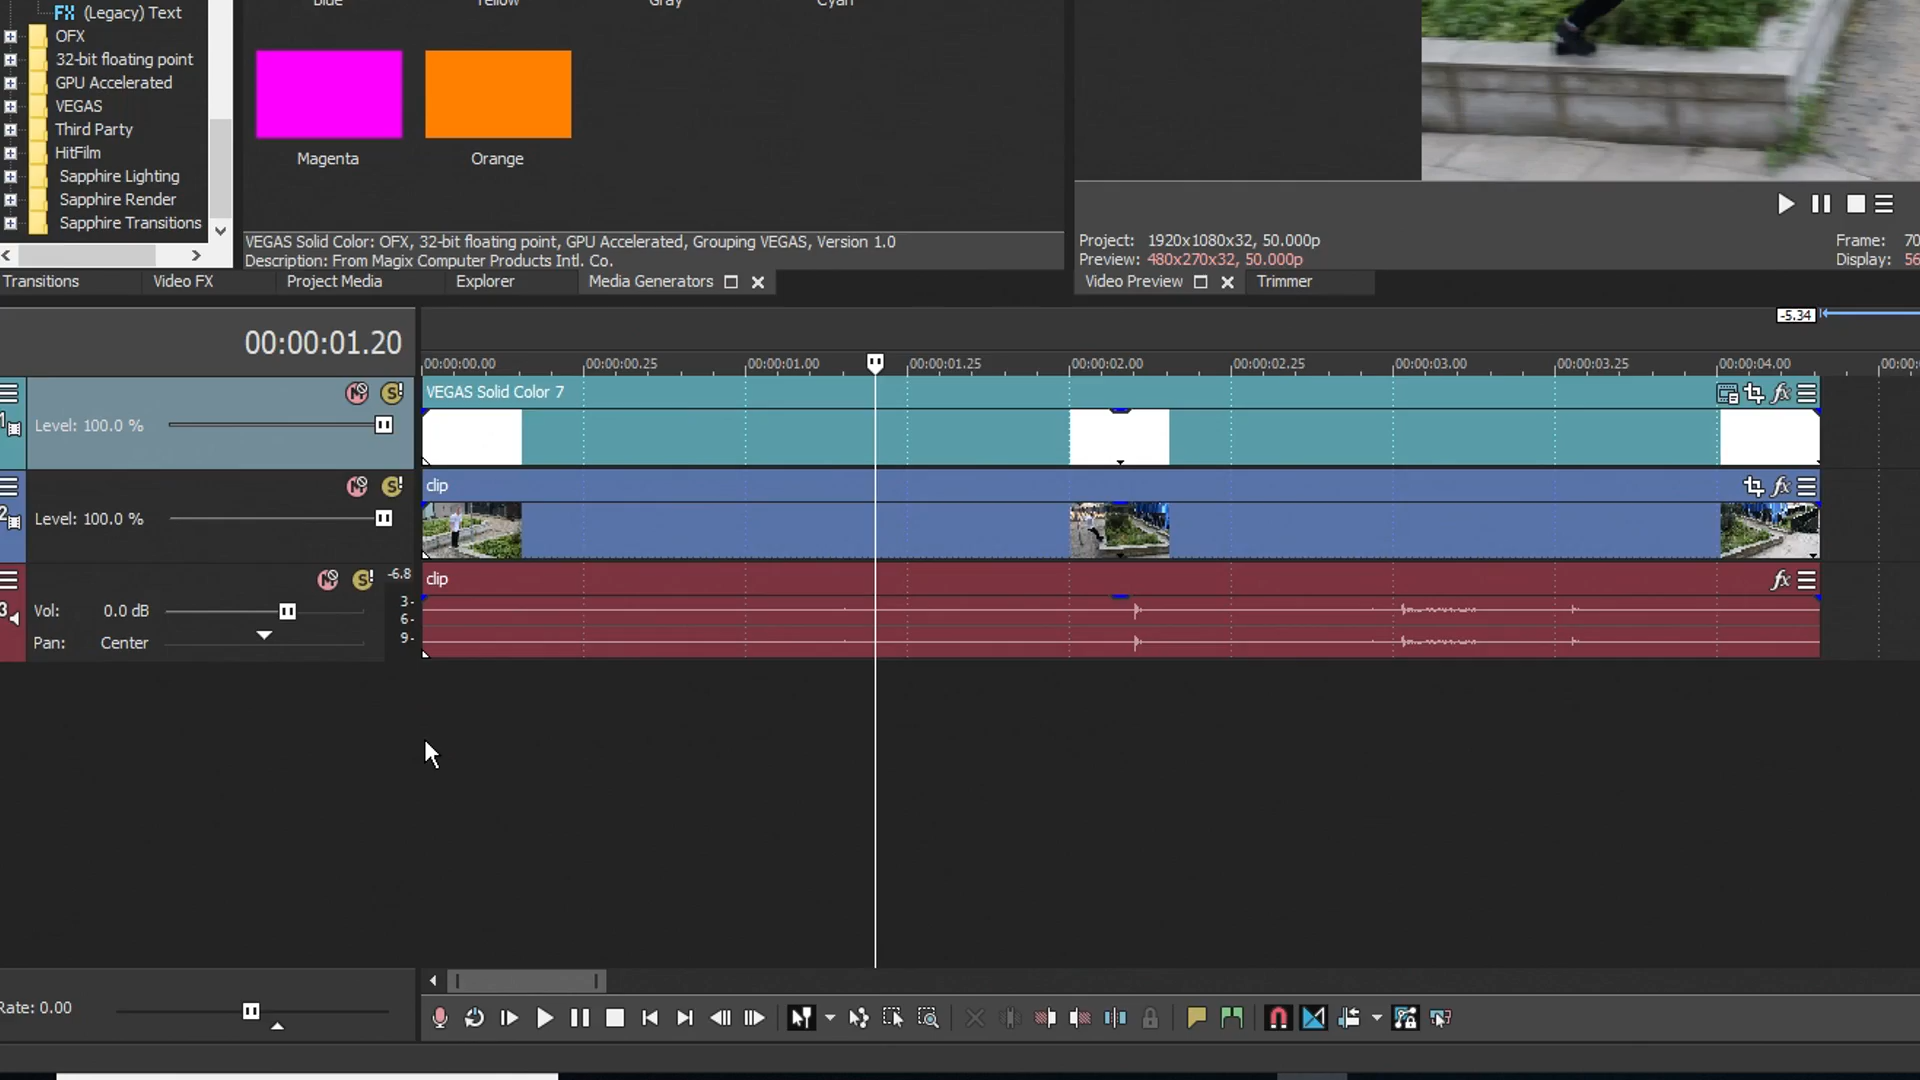 Blue Yellow Gray Cyan
FX (Legacy) Text
OFX
32-bit floating point
GPU Accelerated
VEGAS
Third Party
HitFilm
Sapphire Lighting
Sapphire Render
Sapphire Transitions
Magenta Orange
VEGAS Solid Color: OFX, 32-bit floating point, GPU Accelerated, Grouping VEGAS, Version 1.0
Description: From Magix Computer Products Intl. Co.
Project: 1920x1080x32, 50.000p
Preview: 480x270x32, 50.000p
Frame: 70
Display: 56
Transitions Video FX Project Media Explorer Media Generators Video Preview Trimmer
-5.34
00:00:01.20
00:00:00.00 00:00:00.25 00:00:01.00 00:00:01.25 00:00:02.00 00:00:02.25 00:00:03.00 00:00:03.25 00:00:04.00 00:00:0
1 Level: 100.0 % M S
VEGAS Solid Color 7 fx
2 Level: 100.0 % M S
clip fx
3 M S -6.8
clip fx
Vol: 0.0 dB 3- 6-
Pan: Center 9-
Rate: 0.00